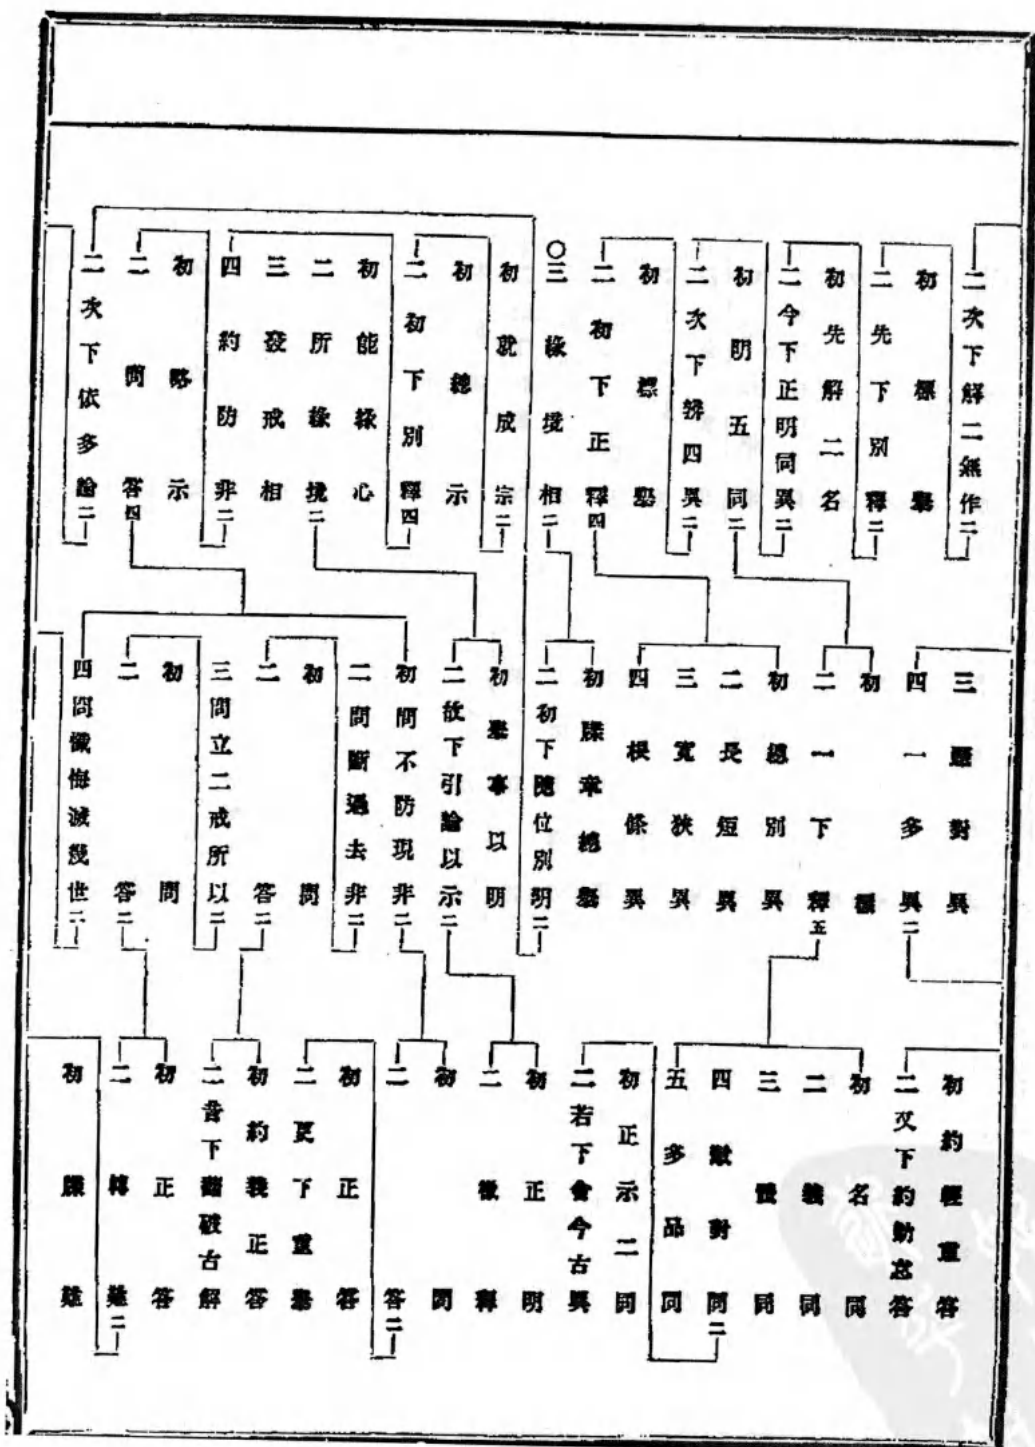 二次下解二無作二
初標舉
二先下別釋二
初先解二名
二今下正明同異二
初明五同二
二次下辨四異二
初標舉
二初下正釋四
〇三緣境相二
初就成宗二
初總示
二初下別釋四
初能緣心
二所緣境二
三發戒相
四約防非二
初略示
二問答四
二次下依多論二
三懸對異
四一多異二
初標
二一下釋五
初總別異
二長短異
三寬狹異
四根條異
初牒章總舉
二初下隨位別明二
初舉事以明
二故下引論以示二
初問不防現非二
二問斷過去非二
初問
二答二
三問立二戒所以二
初問
二答二
四問懺悔滅幾世二
初約輕重答
二又下約勤怠答
初名同
二義同
三體同
四數對同二
五多品同
初正示二同
二若下會今古異
初正明
二徵釋
初問
二答二
初正答
二更下重舉
初約義正答
二昔下翻破古解
初正答
二轉難二
初牒難